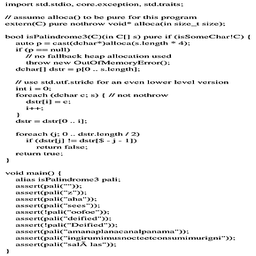 import std.stdio, core.exception, std.traits;
// assume alloca() to be pure for this program
extern(C) pure nothrow void* alloca(in size_t size);
bool isPalindrome3(C)(in C[] s) pure if (isSomeChar!C) {
auto p = cast(dchar*)alloca(s.length * 4);
if (p == null)
// no fallback heap allocation used
throw new OutOfMemoryError();
dchar[] dstr = p[0 .. s.length];
// use std.utf.stride for an even lower level version
int i = 0;
foreach (dchar c; s) { // not nothrow
dstr[i] = c;
i++;
}
dstr = dstr[0 .. i];
foreach (j; 0 .. dstr.length / 2)
if (dstr[j] != dstr[$ - j - 1])
return false;
return true;
}
void main() {
alias isPalindrome3 pali;
assert(pali(""));
assert(pali("z"));
assert(pali("aha"));
assert(pali("sees"));
assert(!pali("oofoe"));
assert(pali("deified"));
assert(!pali("Deified"));
assert(pali("amanaplanacanalpanama"));
assert(pali("ingirumimusnocteetconsumimurigni"));
assert(pali("salÃ las"));
}